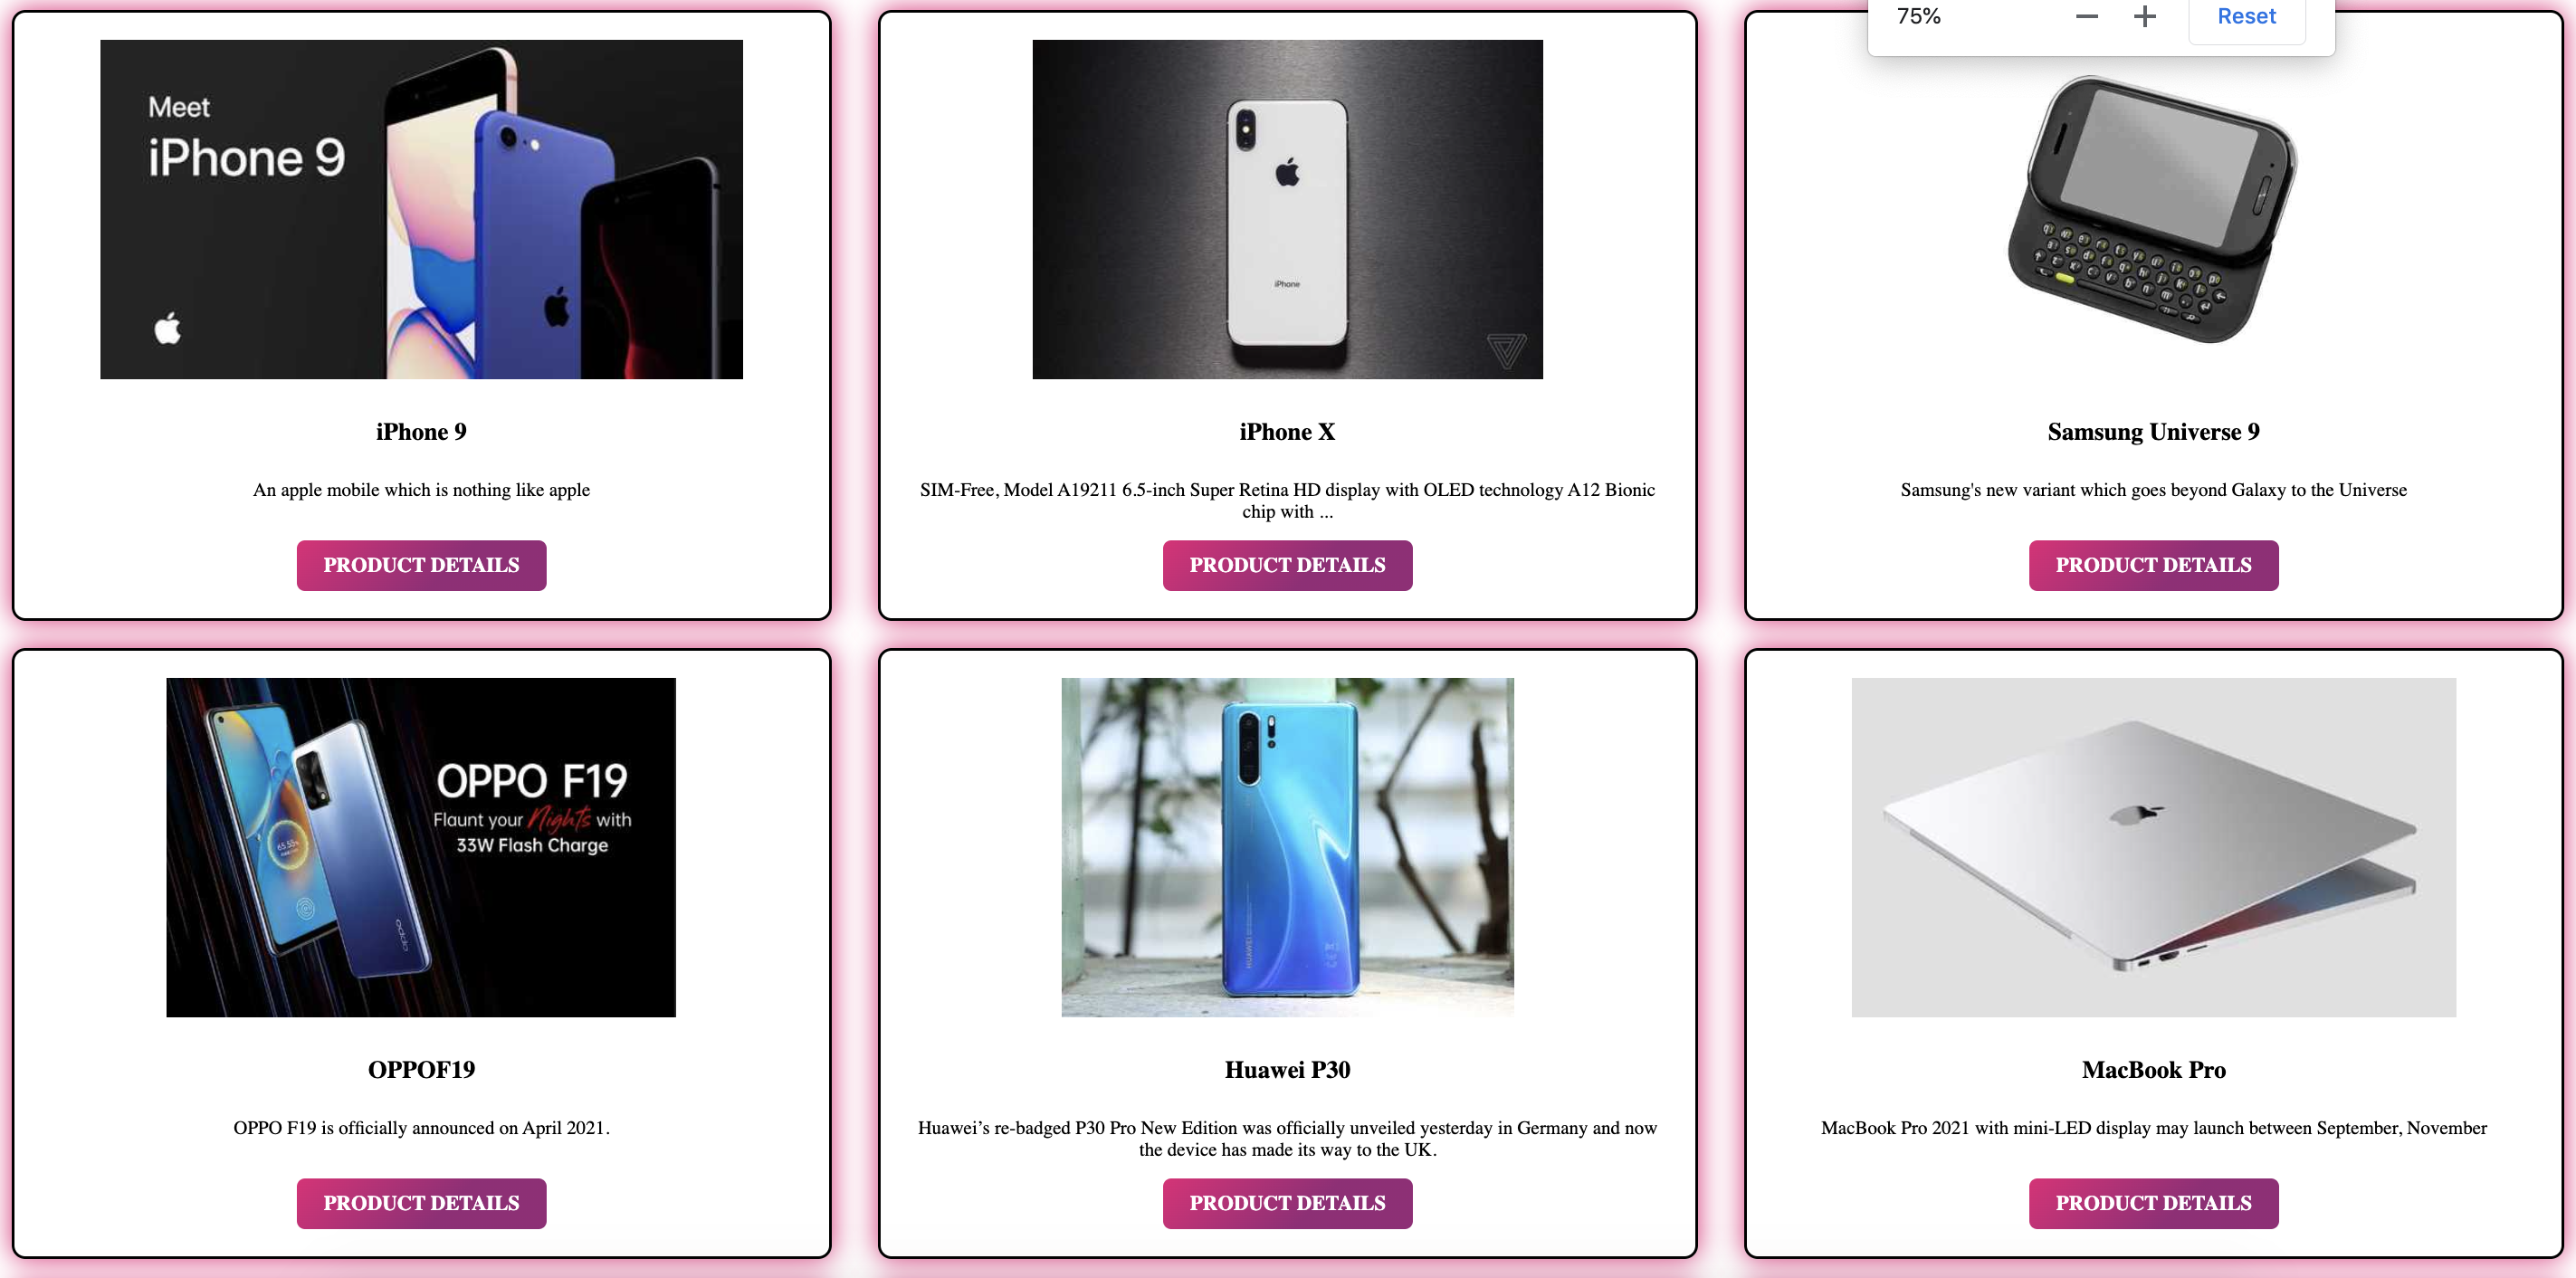 75% − + Reset
Meet
iPhone 9
iPhone
iPhone 9
iPhone X
Samsung Universe 9
An apple mobile which is nothing like apple
SIM-Free, Model A19211 6.5-inch Super Retina HD display with OLED technology A12 Bionic
chip with ...
Samsung's new variant which goes beyond Galaxy to the Universe
PRODUCT DETAILS
PRODUCT DETAILS
PRODUCT DETAILS
OPPO F19
Flaunt your Nights with
33W Flash Charge
oppo
HUAWEI
OPPOF19
Huawei P30
MacBook Pro
OPPO F19 is officially announced on April 2021.
Huawei’s re-badged P30 Pro New Edition was officially unveiled yesterday in Germany and now
the device has made its way to the UK.
MacBook Pro 2021 with mini-LED display may launch between September, November
PRODUCT DETAILS
PRODUCT DETAILS
PRODUCT DETAILS